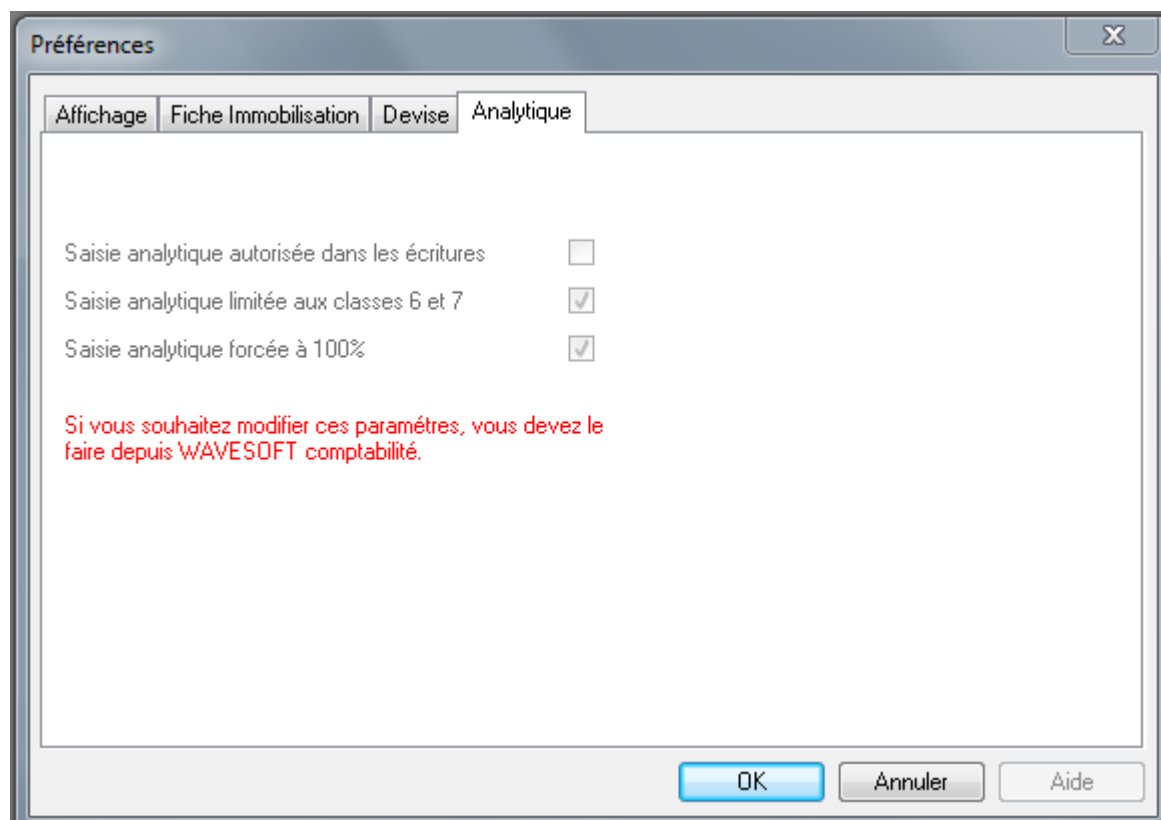 Préférences
Affichage Fiche Immobilisation Devise Analytique
Saisie analytique autorisée dans les écritures
Saisie analytique limitée aux classes 6 et 7
Saisie analytique forcée à 100%
Si vous souhaitez modifier ces paramétres, vous devez le
faire depuis WAVESOFT comptabilité.
OK Annuler Aide